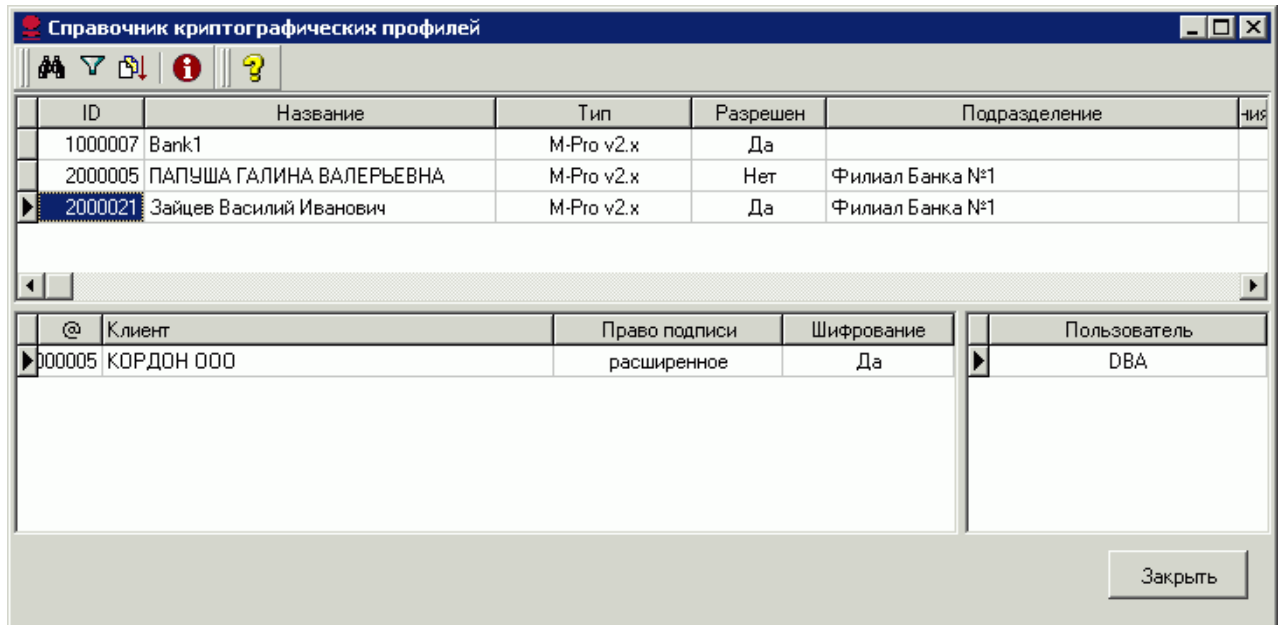 Справочник криптографических профилей
ID Название Тип Разрешен Подразделение ния
1000007 Bank1 M-Pro v2.x Да
2000005 ПАПУША ГАЛИНА ВАЛЕРЬЕВНА M-Pro v2.x Нет Филиал Банка №1
2000021 Зайцев Василий Иванович M-Pro v2.x Да Филиал Банка №1
@ Клиент Право подписи Шифрование Пользователь
000005 КОРДОН ООО расширенное Да DBA
Закрыть